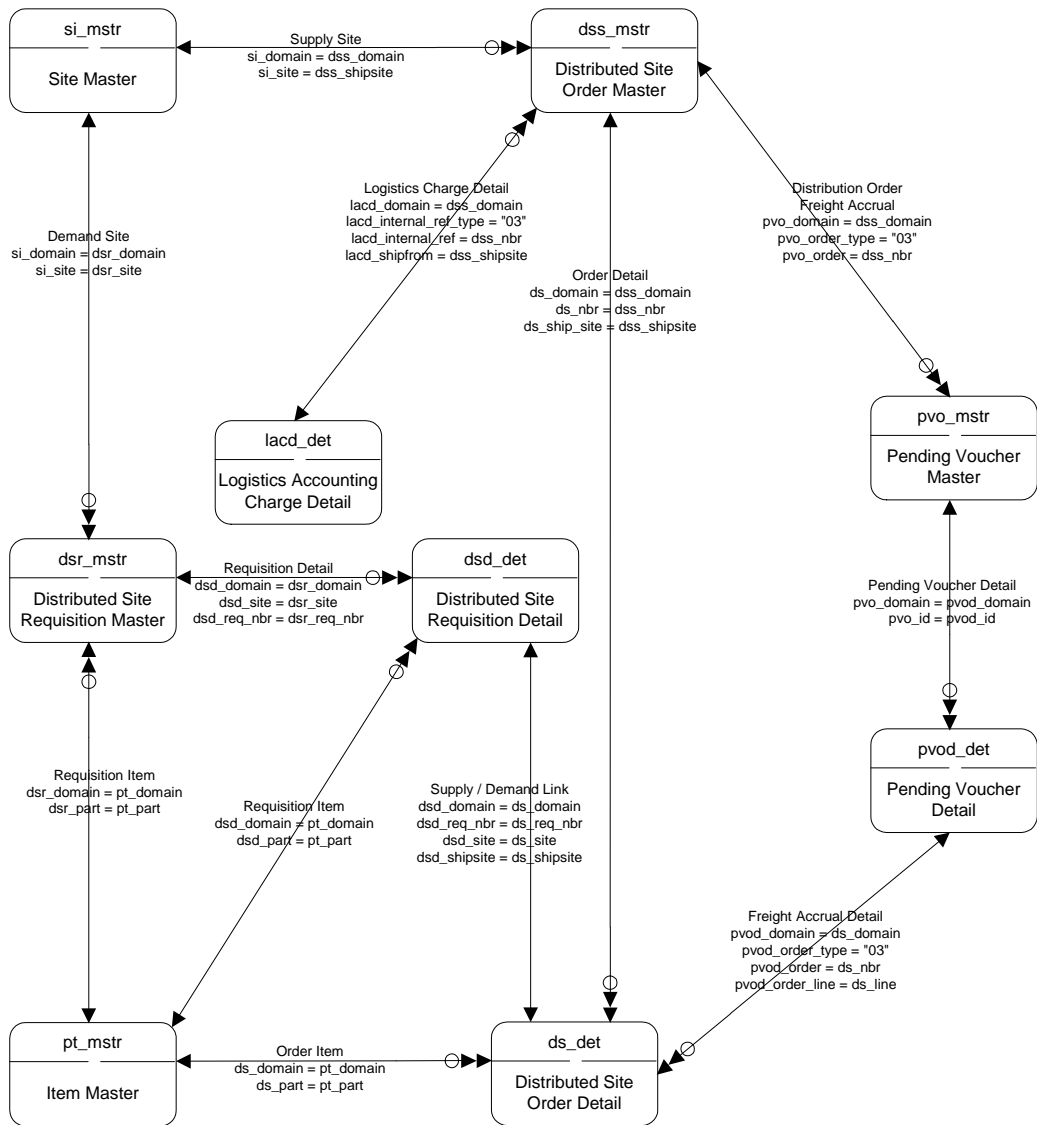 si_mstr
Site Master
Supply Site
si_domain = dss_domain
si_site = dss_shipsite
dss_mstr
Distributed Site
Order Master
Logistics Charge Detail
lacd_domain = dss_domain
lacd_internal_ref_type = "03"
lacd_internal_ref = dss_nbr
lacd_shipfrom = dss_shipsite
Distribution Order
Freight Accrual
pvo_domain = dss_domain
pvo_order_type = "03"
pvo_order = dss_nbr
Demand Site
si_domain = dsr_domain
si_site = dsr_site
Order Detail
ds_domain = dss_domain
ds_nbr = dss_nbr
ds_ship_site = dss_shipsite
lacd_det
Logistics Accounting
Charge Detail
pvo_mstr
Pending Voucher
Master
dsr_mstr
Distributed Site
Requisition Master
Requisition Detail
dsd_domain = dsr_domain
dsd_site = dsr_site
dsd_req_nbr = dsr_req_nbr
dsd_det
Distributed Site
Requisition Detail
Pending Voucher Detail
pvo_domain = pvod_domain
pvo_id = pvod_id
pvod_det
Pending Voucher
Detail
Requisition Item
dsr_domain = pt_domain
dsr_part = pt_part
Requisition Item
dsd_domain = pt_domain
dsd_part = pt_part
Supply / Demand Link
dsd_domain = ds_domain
dsd_req_nbr = ds_req_nbr
dsd_site = ds_site
dsd_shipsite = ds_shipsite
Freight Accrual Detail
pvod_domain = ds_domain
pvod_order_type = "03"
pvod_order = ds_nbr
pvod_order_line = ds_line
pt_mstr
Item Master
Order Item
ds_domain = pt_domain
ds_part = pt_part
ds_det
Distributed Site
Order Detail